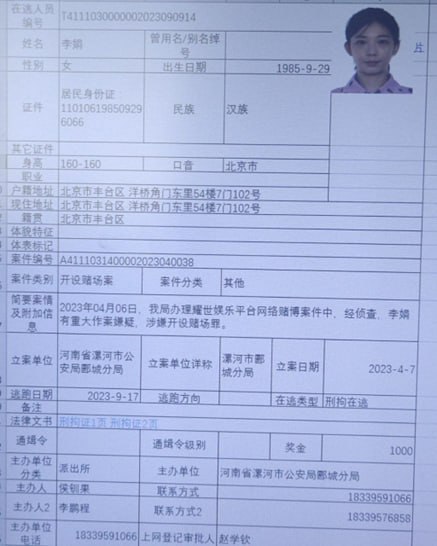 在逃人员编号 T4111030000002023090914
姓名 李娟 曾用名/别名绰号 片
性别 女 出生日期 1985-9-29
证件 居民身份证：110106198509296066 民族 汉族
其它证件
身高 160-160 口音 北京市
职业
户籍地址 北京市丰台区 洋桥角门东里54楼7门102号
现住地址 北京市丰台区 洋桥角门东里54楼7门102号
籍贯 北京市丰台区
体貌特征
体表标记
案件编号 A4111031400002023040038
案件类别 开设赌场案 案件分类 其他
简要案情及附加信息 2023年04月06日，我局办理耀世娱乐平台网络赌博案件中，经侦查，李娟有重大作案嫌疑，涉嫌开设赌场罪。
立案单位 河南省漯河市公安局郾城分局 立案单位详称 漯河市郾城分局 立案日期 2023-4-7
逃跑日期 2023-9-17 逃跑方向 在逃类型 刑拘在逃
备注
法律文书 刑拘证1页 刑拘证2页
通缉令 通缉令级别 奖金 1000
主办单位分类 派出所 主办单位 河南省漯河市公安局郾城分局
主办人 侯钏果 联系方式 18339591066
主办人2 李鹏程 联系方式 18339576858
主办单位电话 18339591066 上网登记审批人 赵学钦